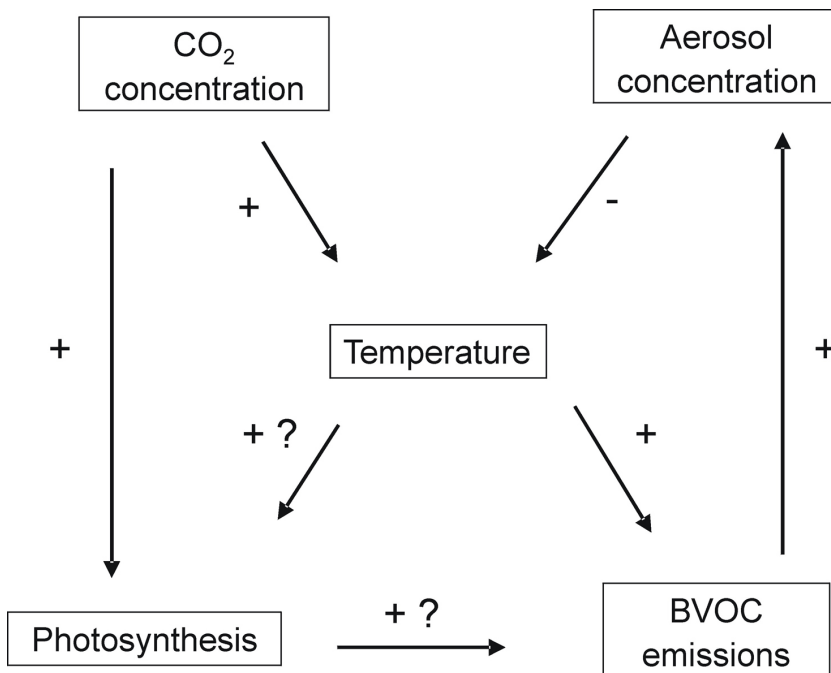 CO₂
concentration
Aerosol
concentration
+
-
+
+
Temperature
+ ?
+
Photosynthesis
+ ?
BVOC
emissions